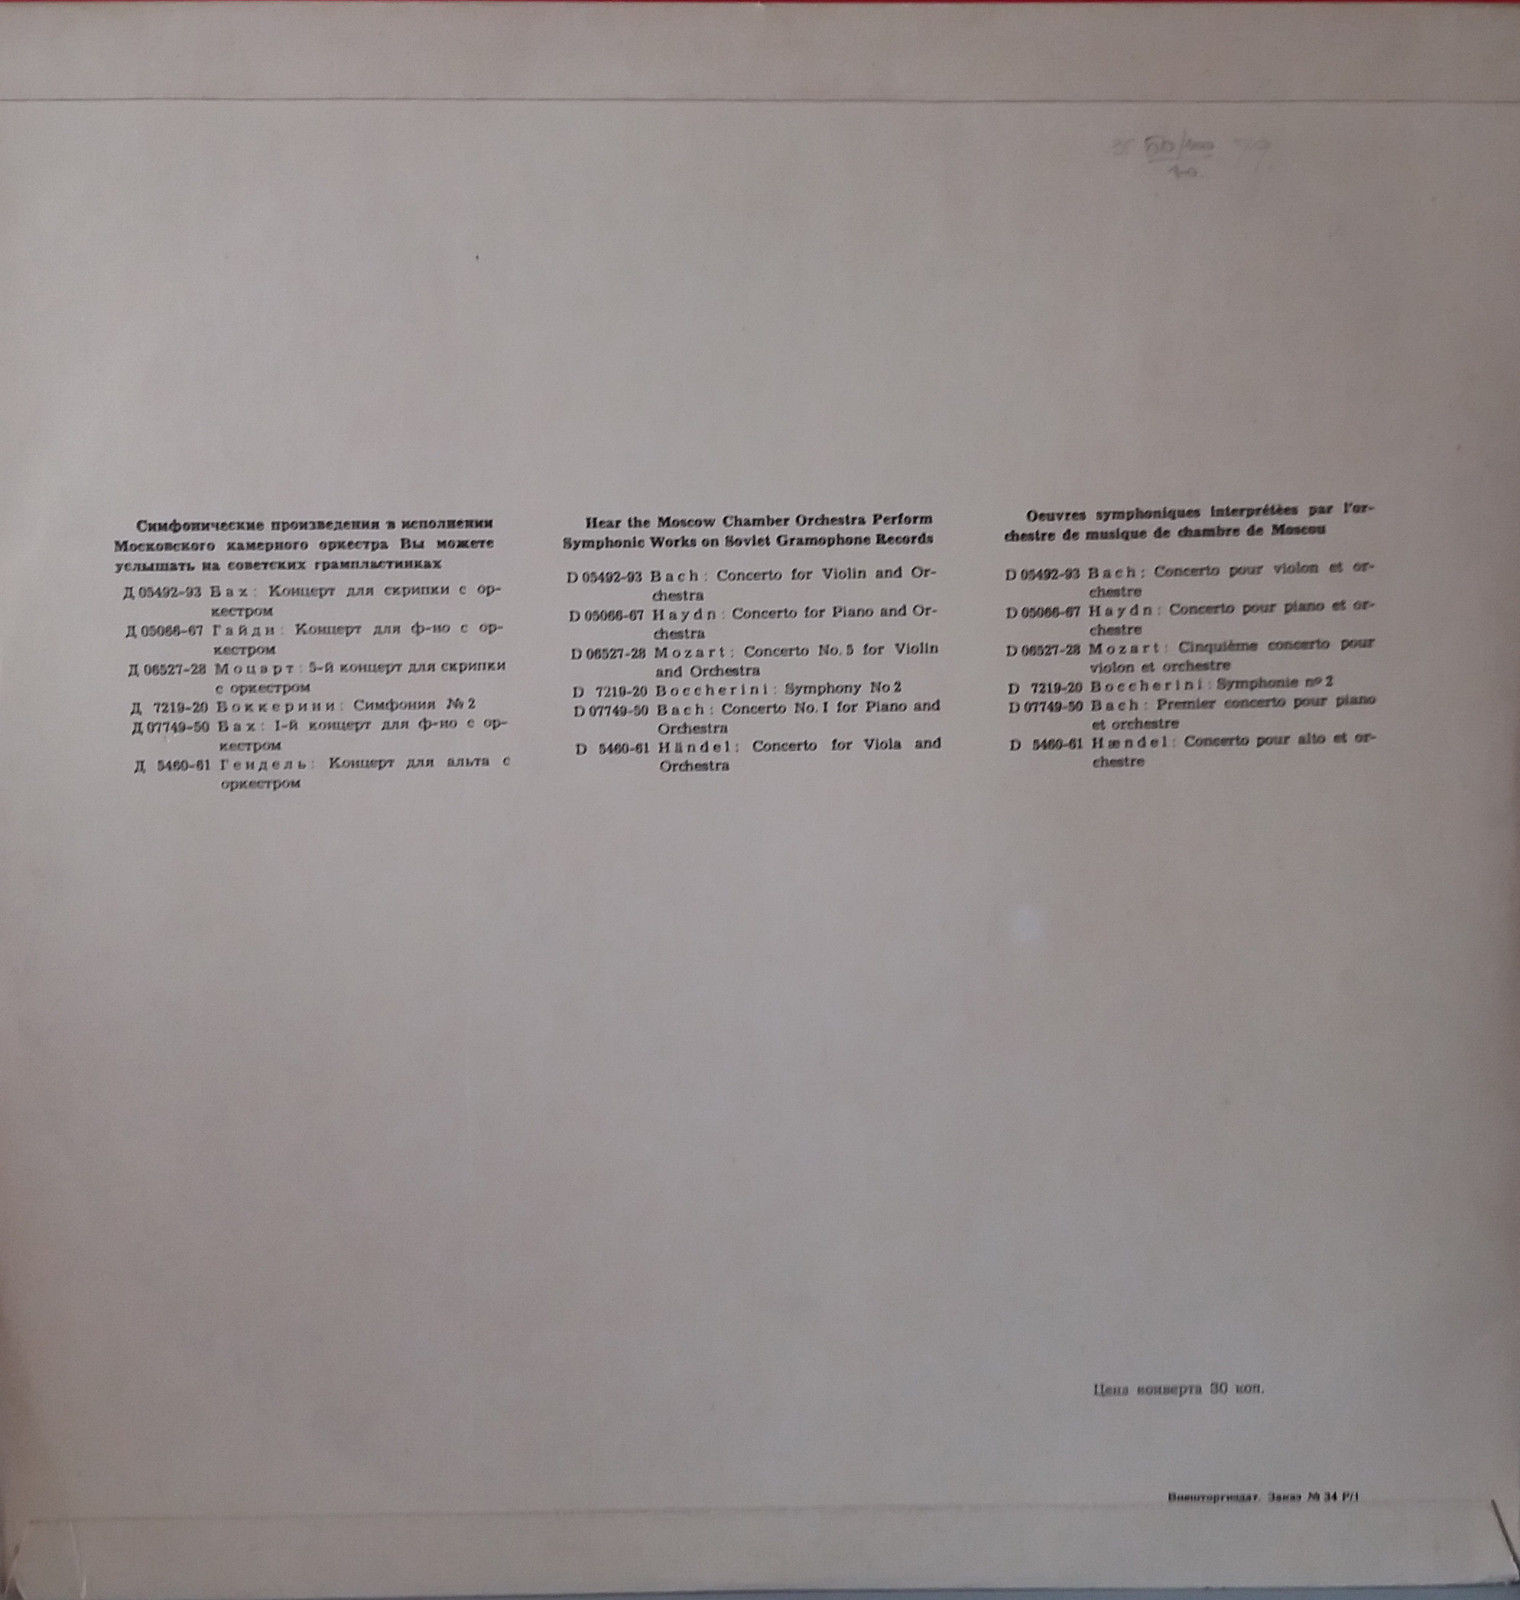 Симфонические произведения в исполнении
Московского камерного оркестра Вы можете
услышать на советских грампластинках
Д 05492-93 Бах: Концерт для скрипки с ор-
кестром
Д 05066-67 Гайдн: Концерт для ф-но с ор-
кестром
Д 06527-28 Моцарт: 5-й концерт для скрипки
с оркестром
Д 7219-20 Боккерини: Симфония № 2
Д 07749-50 Бах: I-й концерт для ф-но с ор-
кестром
Д 5460-61 Гендель: Концерт для альта с
оркестром
Hear the Moscow Chamber Orchestra Perform
Symphonic Works on Soviet Gramophone Records
D 05492-93 Bach: Concerto for Violin and Or-
chestra
D 05066-67 Haydn: Concerto for Piano and Or-
chestra
D 06527-28 Mozart: Concerto No. 5 for Violin
and Orchestra
D 7219-20 Boccherini: Symphony No 2
D 07749-50 Bach: Concerto No. I for Piano and
Orchestra
D 5460-61 Händel: Concerto for Viola and
Orchestra
Oeuvres symphoniques interprétées par l'or-
chestre de musique de chambre de Moscou
D 05492-93 Bach: Concerto pour violon et or-
chestre
D 05066-67 Haydn: Concerto pour piano et or-
chestre
D 06527-28 Mozart: Cinquième concerto pour
violon et orchestre
D 7219-20 Boccherini: Symphonie nº 2
D 07749-50 Bach: Premier concerto pour piano
et orchestre
D 5460-61 Hændel: Concerto pour alto et or-
chestre
Цена конверта 30 коп.
Внешторгиздат. Заказ № 34 Р/1